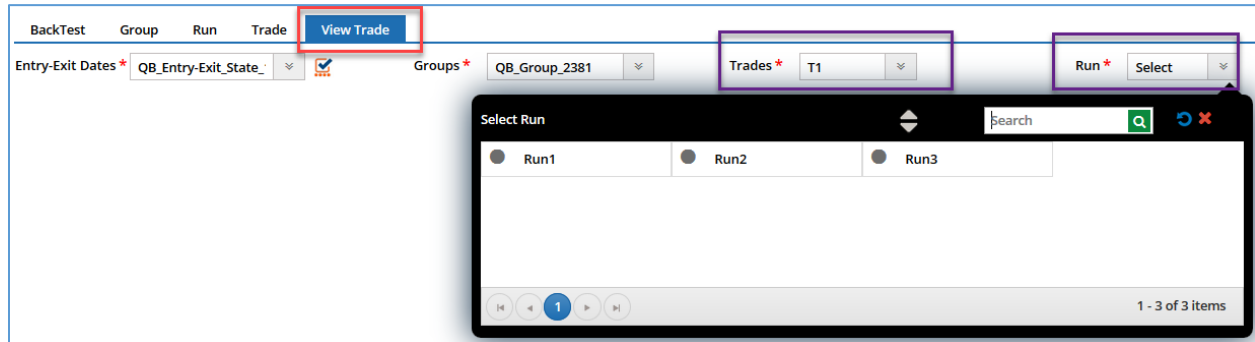 BackTest Group Run Trade View Trade
Entry-Exit Dates * QB_Entry-Exit_State_ Groups * QB_Group_2381 Trades * T1 Run * Select
Select Run Search
Run1 Run2 Run3
1 1 - 3 of 3 items